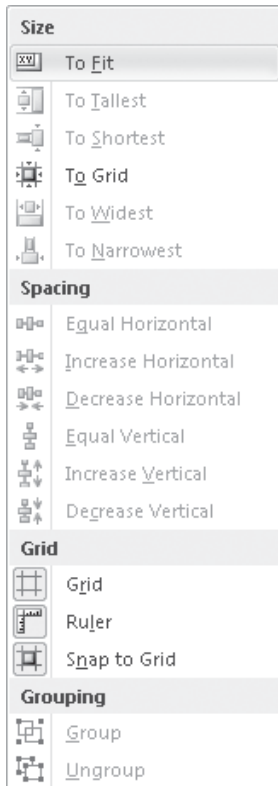 Size
To Fit
To Tallest
To Shortest
To Grid
To Widest
To Narrowest
Spacing
Equal Horizontal
Increase Horizontal
Decrease Horizontal
Equal Vertical
Increase Vertical
Decrease Vertical
Grid
Grid
Ruler
Snap to Grid
Grouping
Group
Ungroup